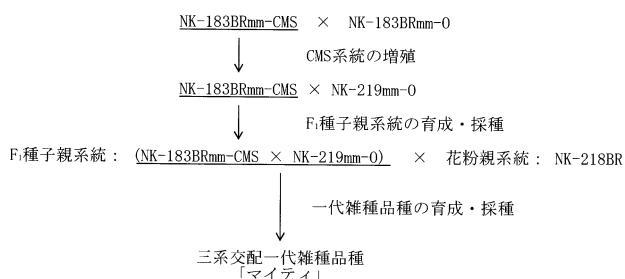 NK-183BRmm-CMS × NK-183BRmm-O
CMS系統の増殖
NK-183BRmm-CMS × NK-219mm-O
F₁種子親系統の育成・採種
F₁種子親系統： (NK-183BRmm-CMS × NK-219mm-O) × 花粉親系統： NK-218BR
一代雑種品種の育成・採種
三系交配一代雑種品種
「マイティ」